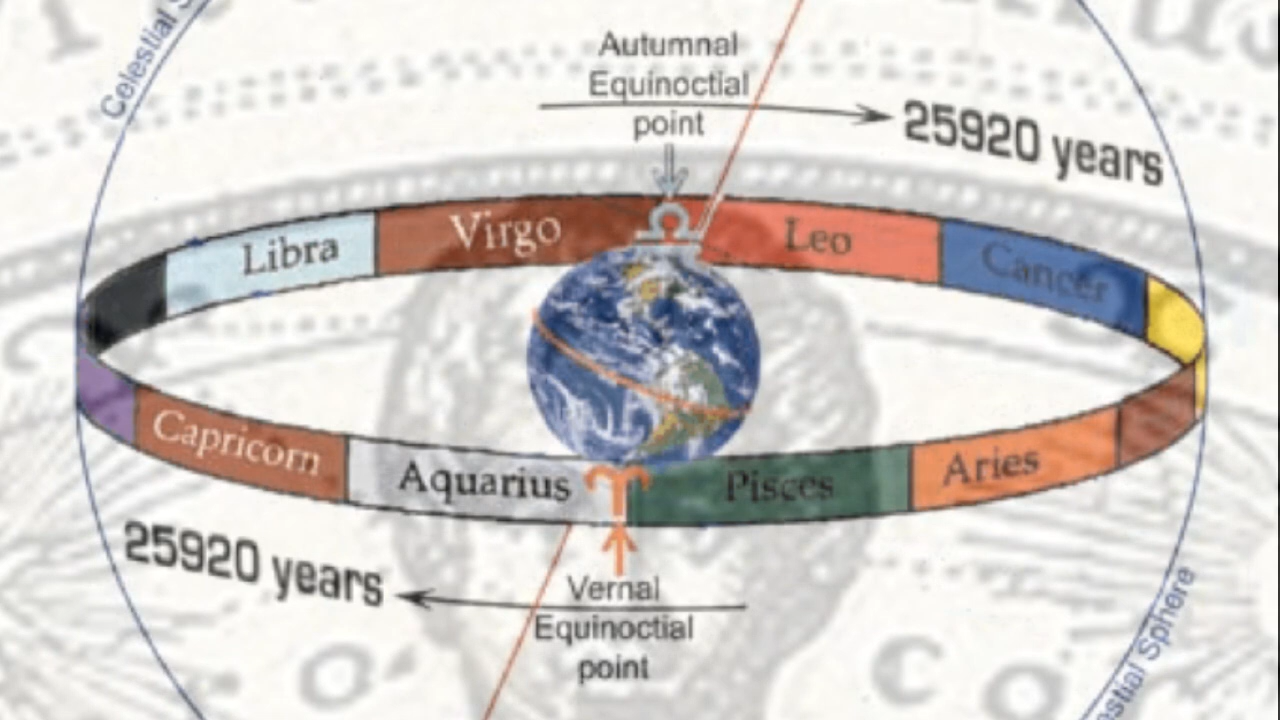 Celestial S
Autumnal
Equinoctial
point
25920 years
Libra
Virgo
Leo
Cancer
Capricorn
Aquarius
Pisces
Aries
25920 years
Vernal
Equinoctial
point
estial Sphere